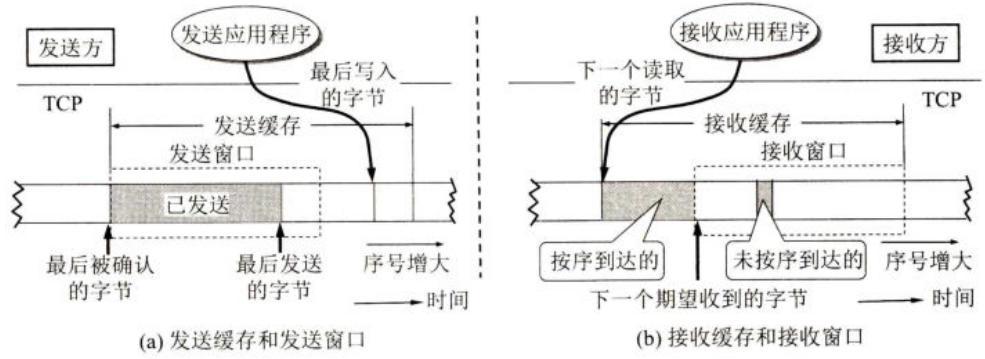 发送方
发送应用程序
最后写入
的字节
TCP
发送缓存
发送窗口
已发送
最后被确认
的字节
最后发送
的字节
序号增大
时间
(a) 发送缓存和发送窗口
接收应用程序
接收方
下一个读取
的字节
TCP
接收缓存
接收窗口
按序到达的
未按序到达的
序号增大
下一个期望收到的字节
时间
(b) 接收缓存和接收窗口